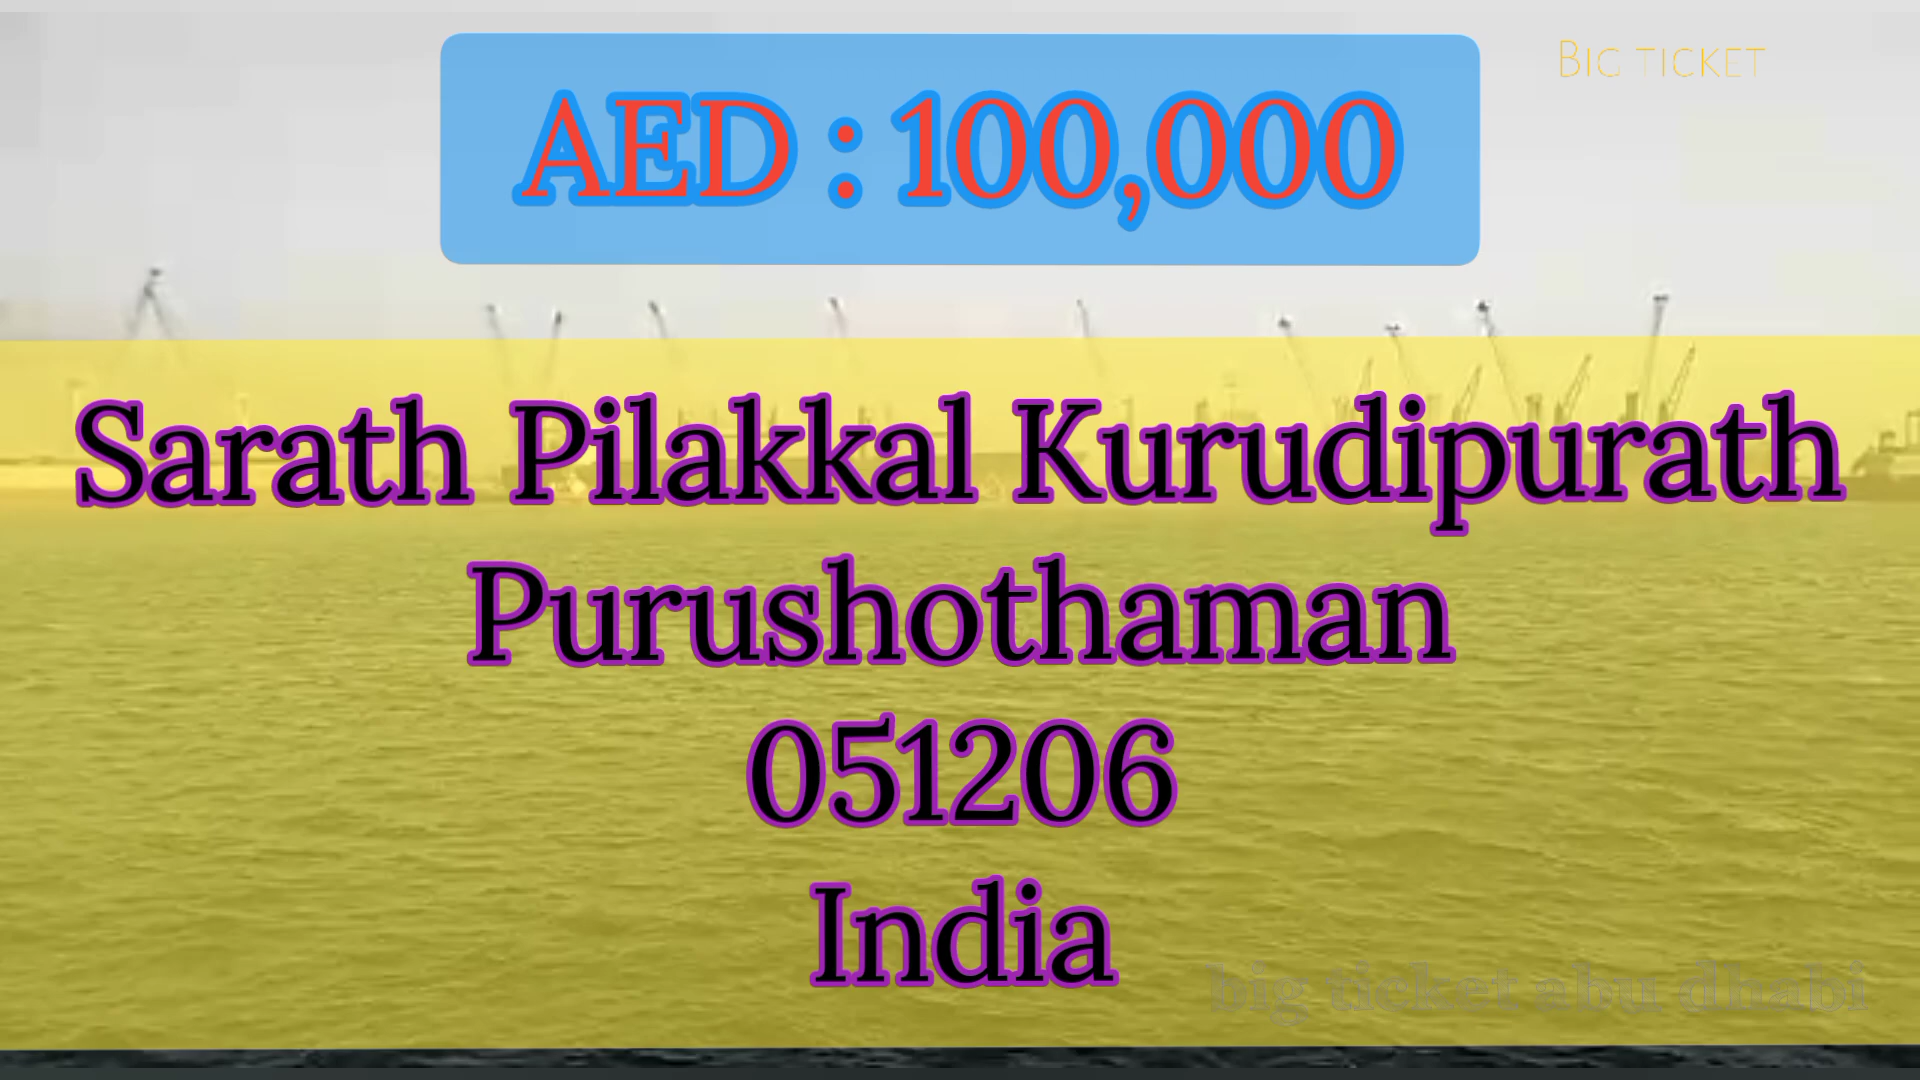 BIG TICKET
AED : 100,000
Sarath Pilakkal Kurudipurath
Purushothaman
051206
India
big ticket abu dhabi